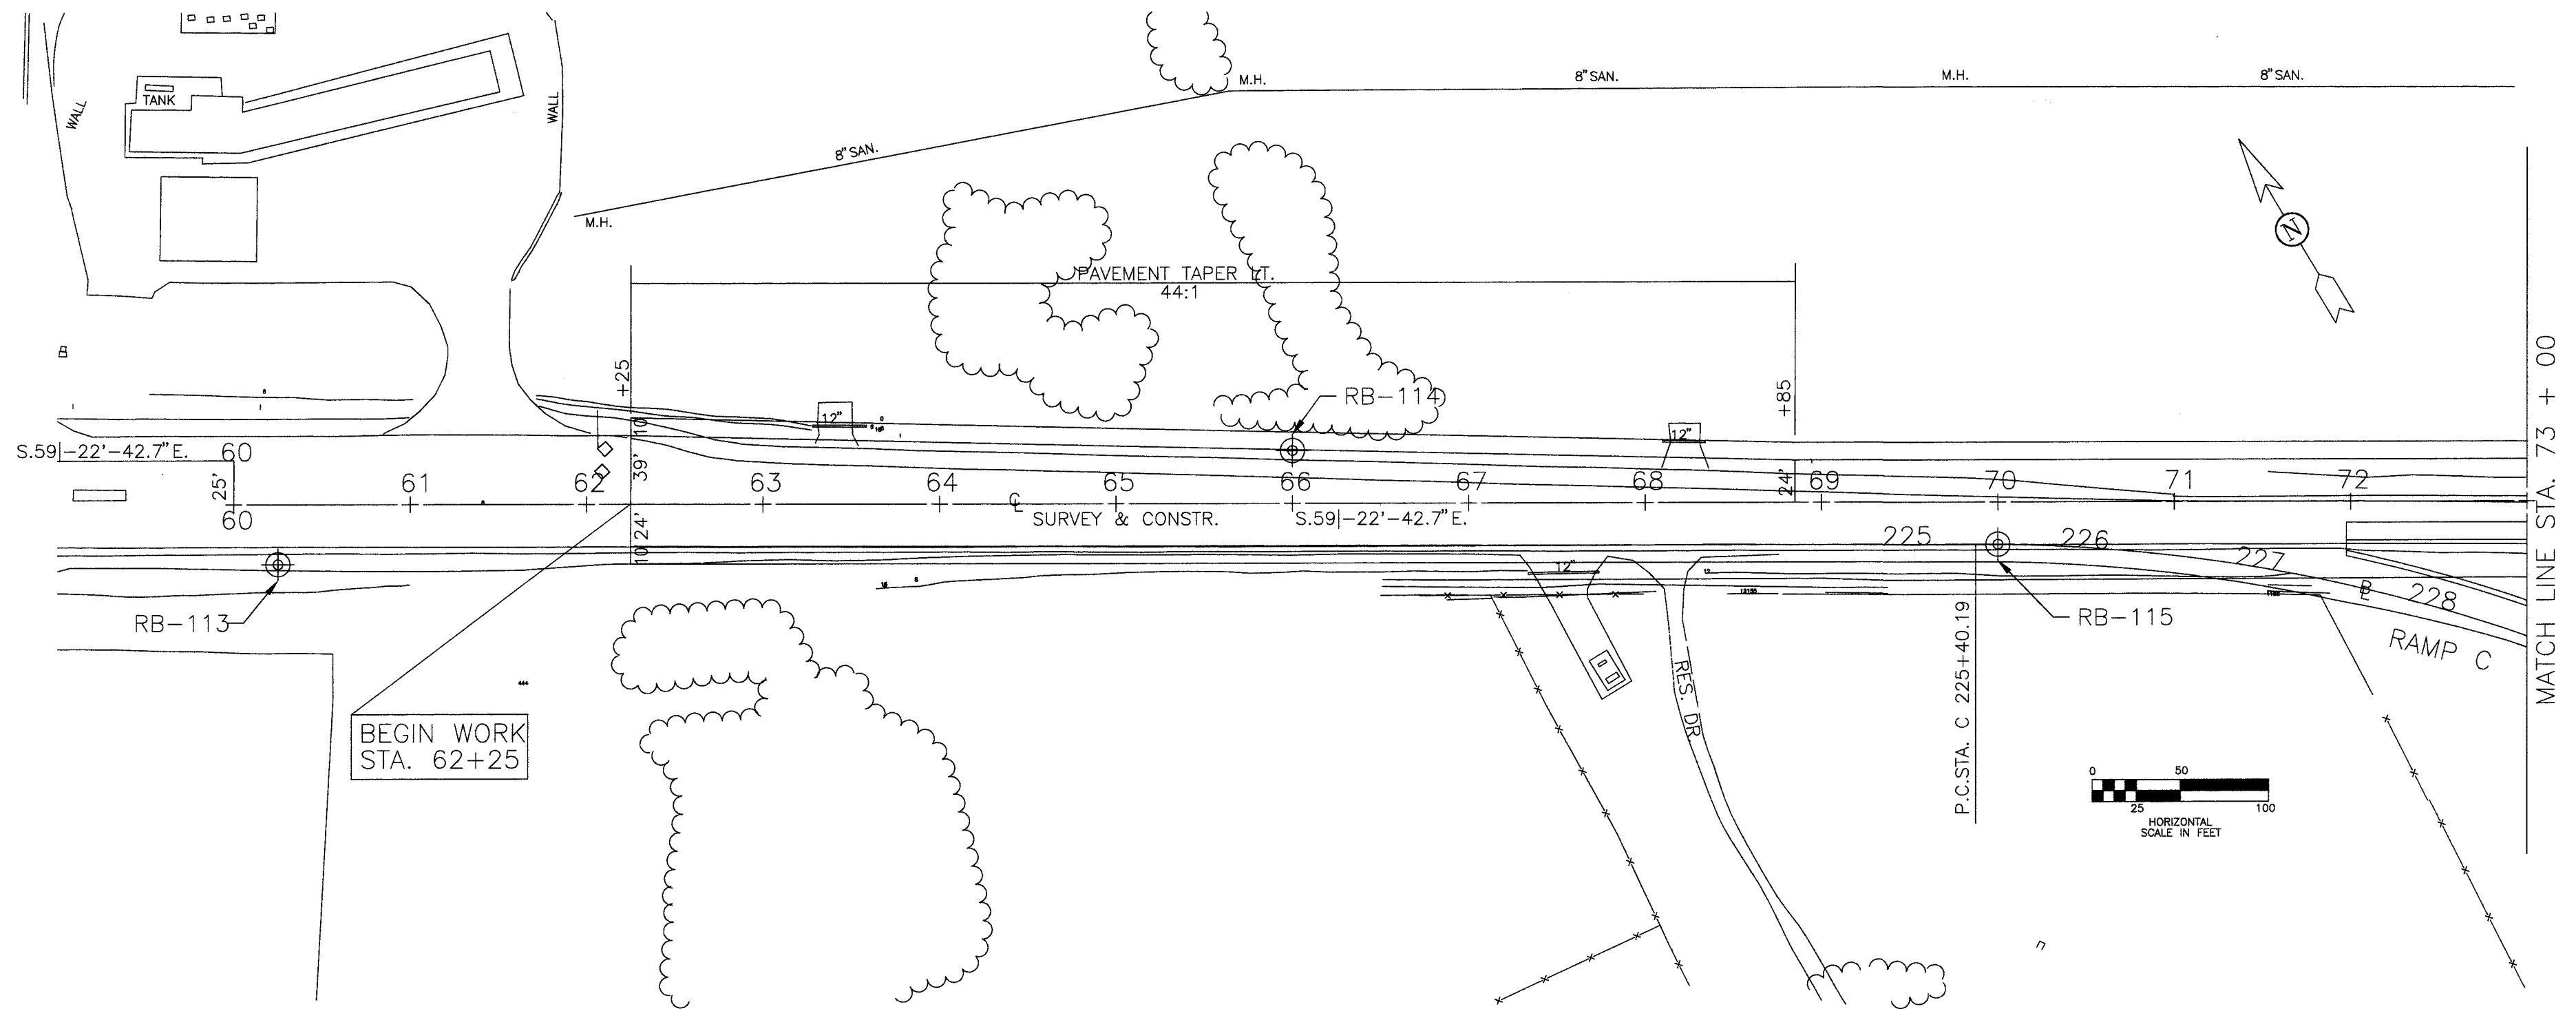 M.H.
8" SAN.
M.H.
8" SAN.
TANK
WALL
WALL
8" SAN.
M.H.
N
PAVEMENT TAPER LT.
44:1
+25
+85
RB-114
12"
12"
10
39'
S.59|-22'-42.7"E.
60
25'
60
61
62
63
64
65
66
67
68
69
70
71
72
24'
℄
SURVEY & CONSTR.
S.59|-22'-42.7"E.
10 24'
225
226
227
228
12"
RB-113
RB-115
BL
RAMP C
RES. DR.
P.C.STA. C 225+40.19
MATCH LINE STA. 73 + 00
BEGIN WORK
STA. 62+25
0 50
25 100
HORIZONTAL
SCALE IN FEET